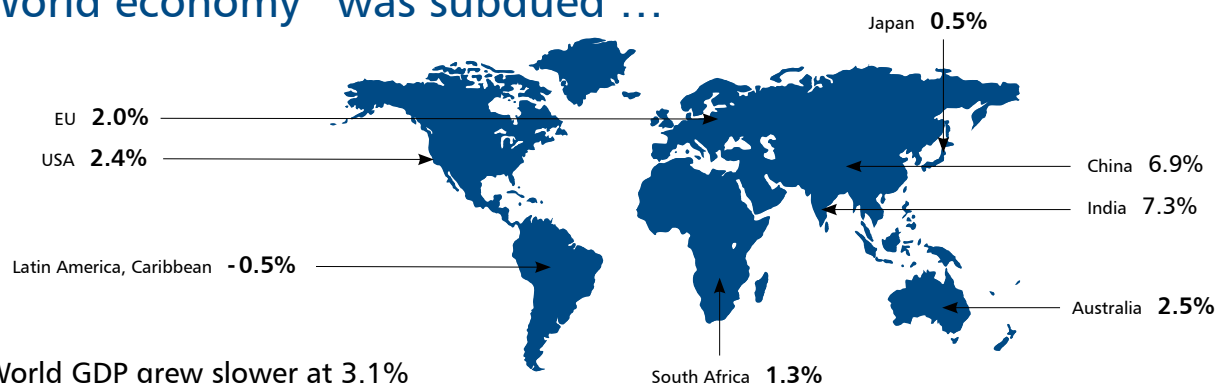 World economy was subdued ...
Japan 0.5%
EU 2.0%
USA 2.4%
China 6.9%
India 7.3%
Latin America, Caribbean -0.5%
Australia 2.5%
World GDP grew slower at 3.1%
South Africa 1.3%